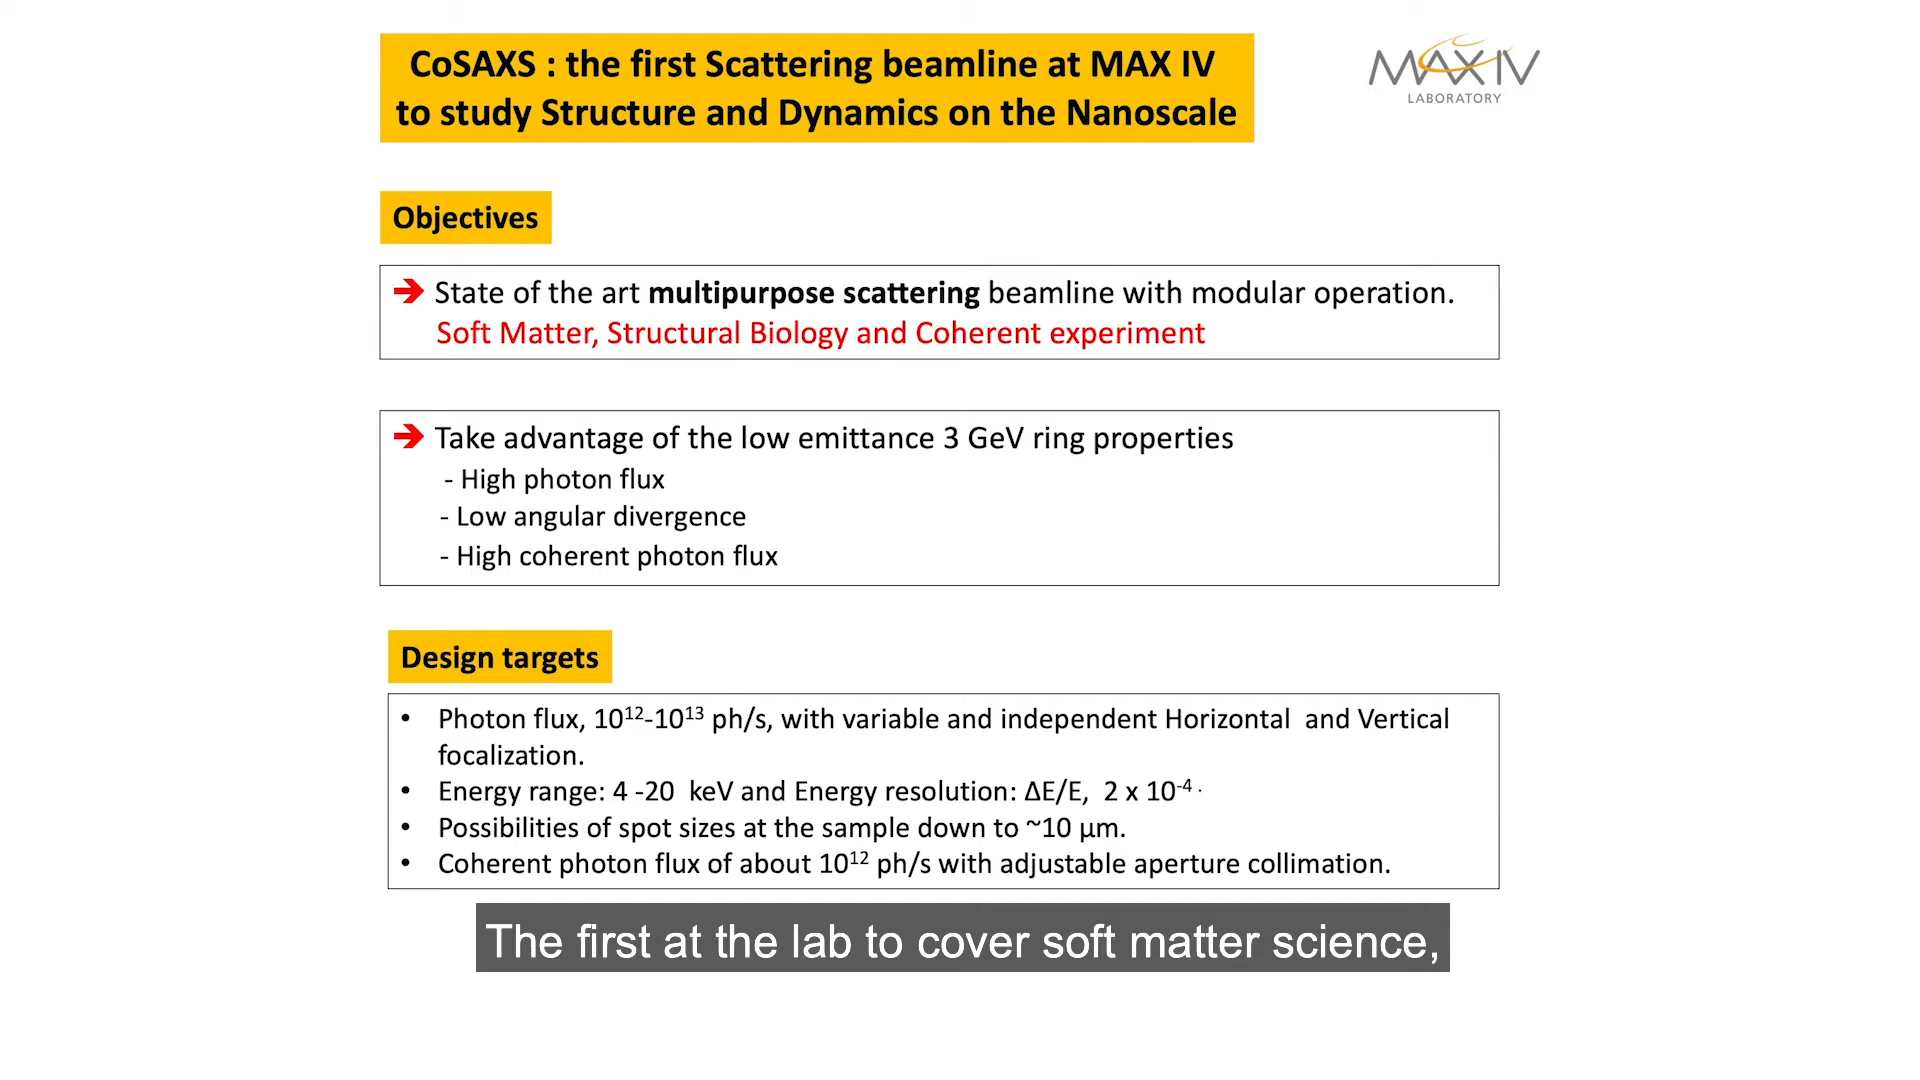 CoSAXS : the first Scattering beamline at MAX IV
to study Structure and Dynamics on the Nanoscale
MAX IV
LABORATORY
Objectives
➔ State of the art multipurpose scattering beamline with modular operation.
Soft Matter, Structural Biology and Coherent experiment
➔ Take advantage of the low emittance 3 GeV ring properties
- High photon flux
- Low angular divergence
- High coherent photon flux
Design targets
• Photon flux, 10¹²-10¹³ ph/s, with variable and independent Horizontal and Vertical
focalization.
• Energy range: 4 -20 keV and Energy resolution: ΔE/E, 2 x 10⁻⁴ ·
• Possibilities of spot sizes at the sample down to ~10 μm.
• Coherent photon flux of about 10¹² ph/s with adjustable aperture collimation.
The first at the lab to cover soft matter science,